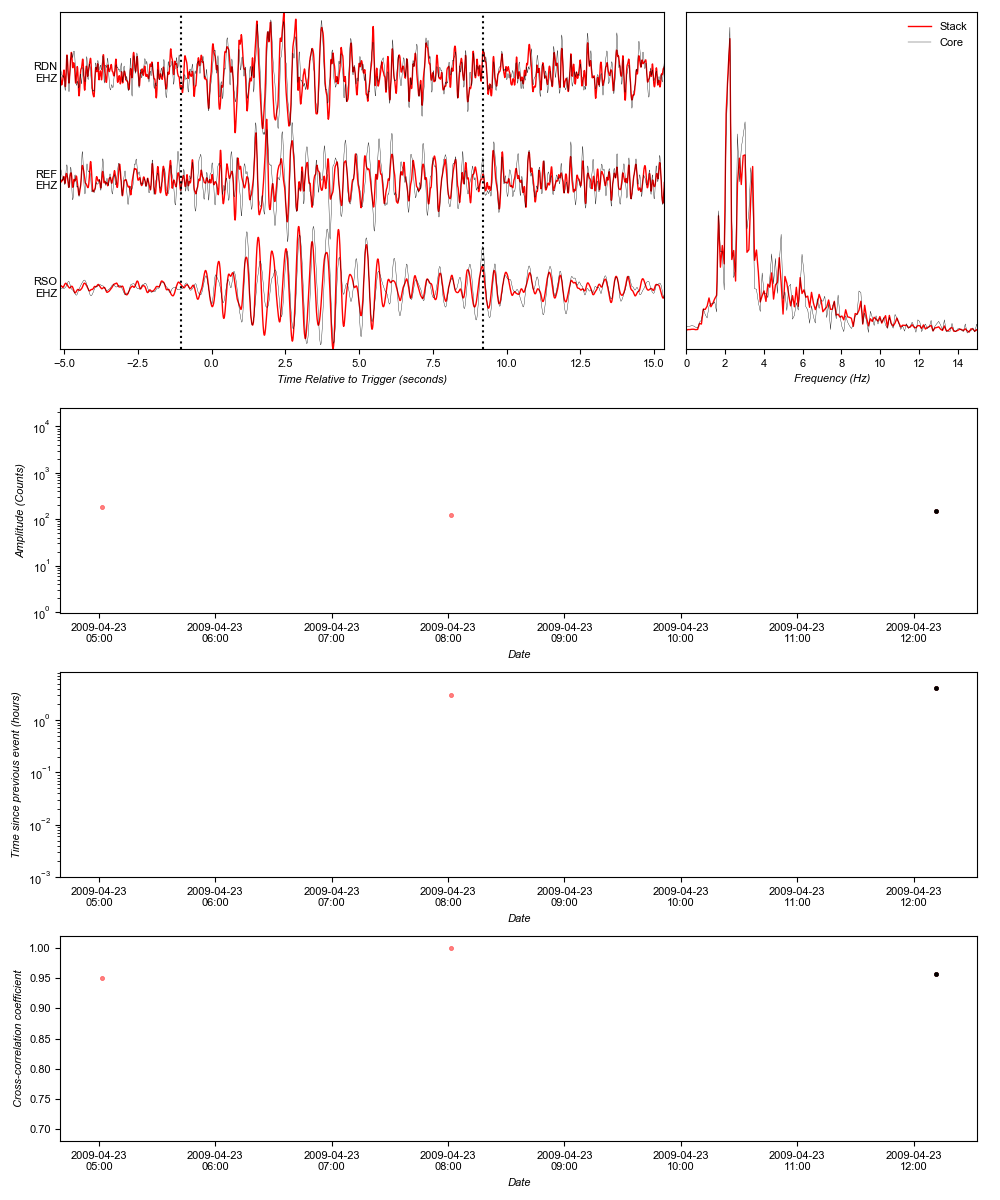 RDN
EHZ
REF
EHZ
RSO
EHZ
−5.0 −2.5 0.0 2.5 5.0 7.5 10.0 12.5 15.0
Time Relative to Trigger (seconds)
Stack
Core
0 2 4 6 8 10 12 14
Frequency (Hz)
Amplitude (Counts)
10⁴
10³
10²
10¹
10⁰
2009-04-23 2009-04-23 2009-04-23 2009-04-23 2009-04-23 2009-04-23 2009-04-23 2009-04-23
05:00 06:00 07:00 08:00 09:00 10:00 11:00 12:00
Date
Time since previous event (hours)
10⁰
10⁻¹
10⁻²
10⁻³
2009-04-23 2009-04-23 2009-04-23 2009-04-23 2009-04-23 2009-04-23 2009-04-23 2009-04-23
05:00 06:00 07:00 08:00 09:00 10:00 11:00 12:00
Date
Cross-correlation coefficient
1.00
0.95
0.90
0.85
0.80
0.75
0.70
2009-04-23 2009-04-23 2009-04-23 2009-04-23 2009-04-23 2009-04-23 2009-04-23 2009-04-23
05:00 06:00 07:00 08:00 09:00 10:00 11:00 12:00
Date